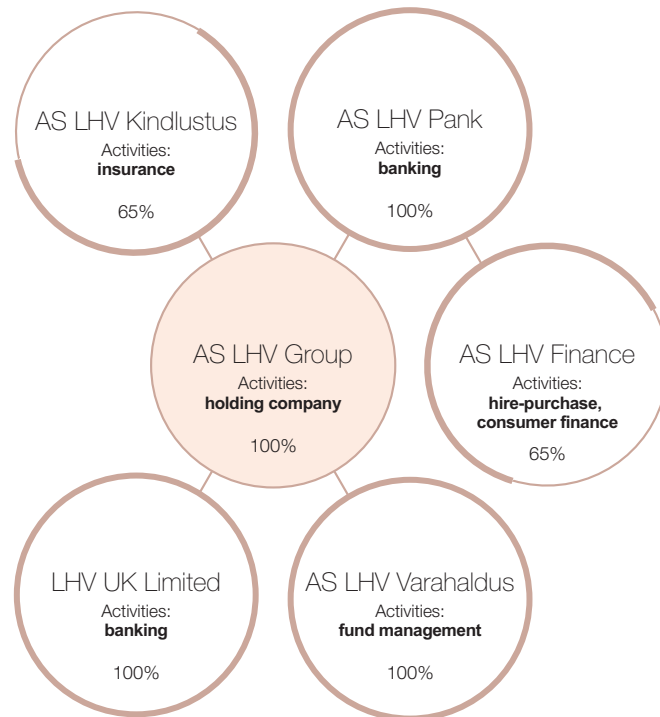 AS LHV Kindlustus
Activities:
insurance
65%
AS LHV Pank
Activities:
banking
100%
AS LHV Group
Activities:
holding company
100%
AS LHV Finance
Activities:
hire-purchase,
consumer finance
65%
LHV UK Limited
Activities:
banking
100%
AS LHV Varahaldus
Activities:
fund management
100%